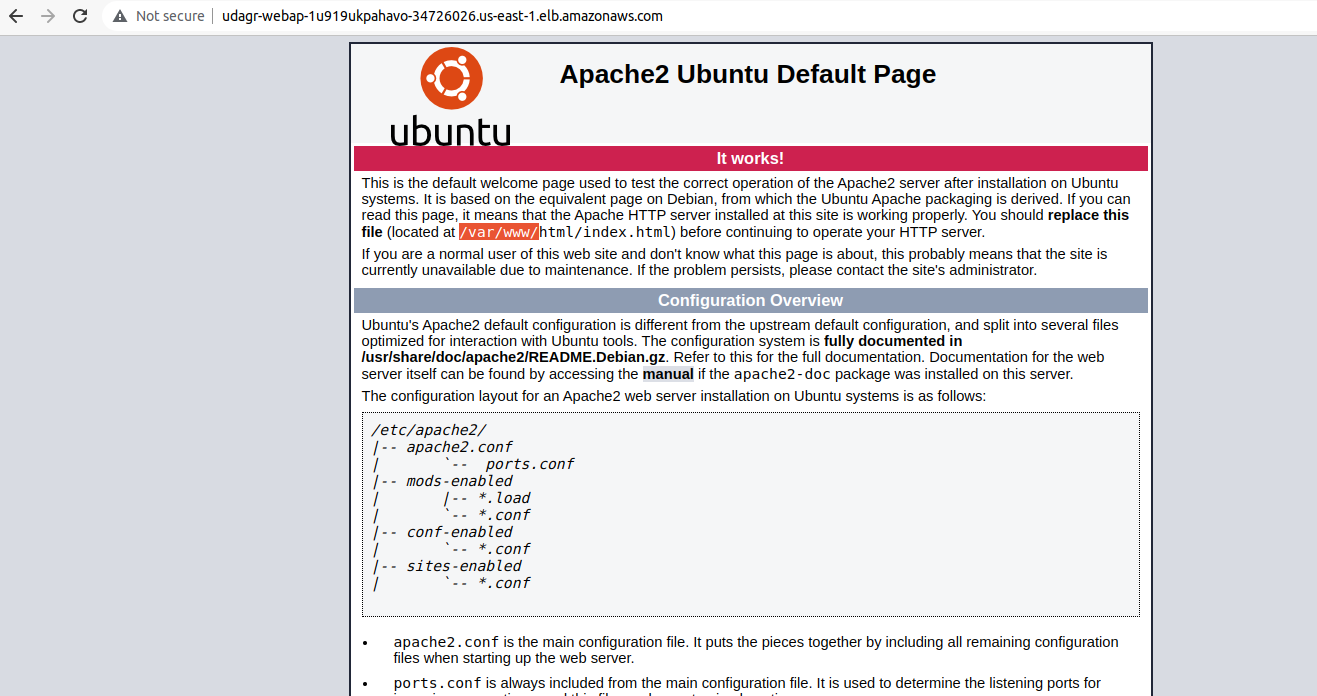 Not secure | udagr-webap-1u919ukpahavo-34726026.us-east-1.elb.amazonaws.com
ubuntu
Apache2 Ubuntu Default Page
It works!
This is the default welcome page used to test the correct operation of the Apache2 server after installation on Ubuntu
systems. It is based on the equivalent page on Debian, from which the Ubuntu Apache packaging is derived. If you can
read this page, it means that the Apache HTTP server installed at this site is working properly. You should replace this
file (located at /var/www/html/index.html) before continuing to operate your HTTP server.
If you are a normal user of this web site and don't know what this page is about, this probably means that the site is
currently unavailable due to maintenance. If the problem persists, please contact the site's administrator.
Configuration Overview
Ubuntu's Apache2 default configuration is different from the upstream default configuration, and split into several files
optimized for interaction with Ubuntu tools. The configuration system is fully documented in
/usr/share/doc/apache2/README.Debian.gz. Refer to this for the full documentation. Documentation for the web
server itself can be found by accessing the manual if the apache2-doc package was installed on this server.
The configuration layout for an Apache2 web server installation on Ubuntu systems is as follows:
/etc/apache2/
|-- apache2.conf
|       `--  ports.conf
|-- mods-enabled
|       |-- *.load
|       `-- *.conf
|-- conf-enabled
|       `-- *.conf
|-- sites-enabled
|       `-- *.conf
• apache2.conf is the main configuration file. It puts the pieces together by including all remaining configuration
files when starting up the web server.
• ports.conf is always included from the main configuration file. It is used to determine the listening ports for